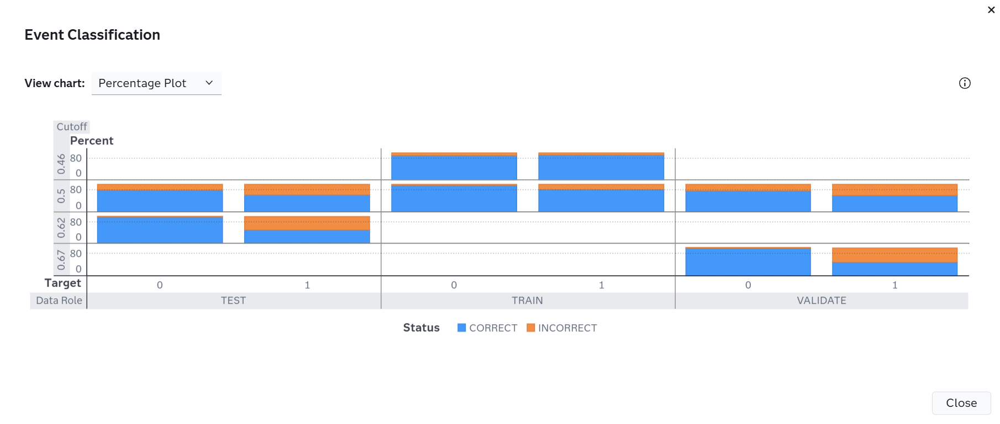 ×
Event Classification
View chart: Percentage Plot
Cutoff
Percent
0.46
80
0
0.5
80
0
0.62
80
0
0.67
80
0
Target 0 1 0 1 0 1
Data Role TEST TRAIN VALIDATE
Status CORRECT INCORRECT
Close